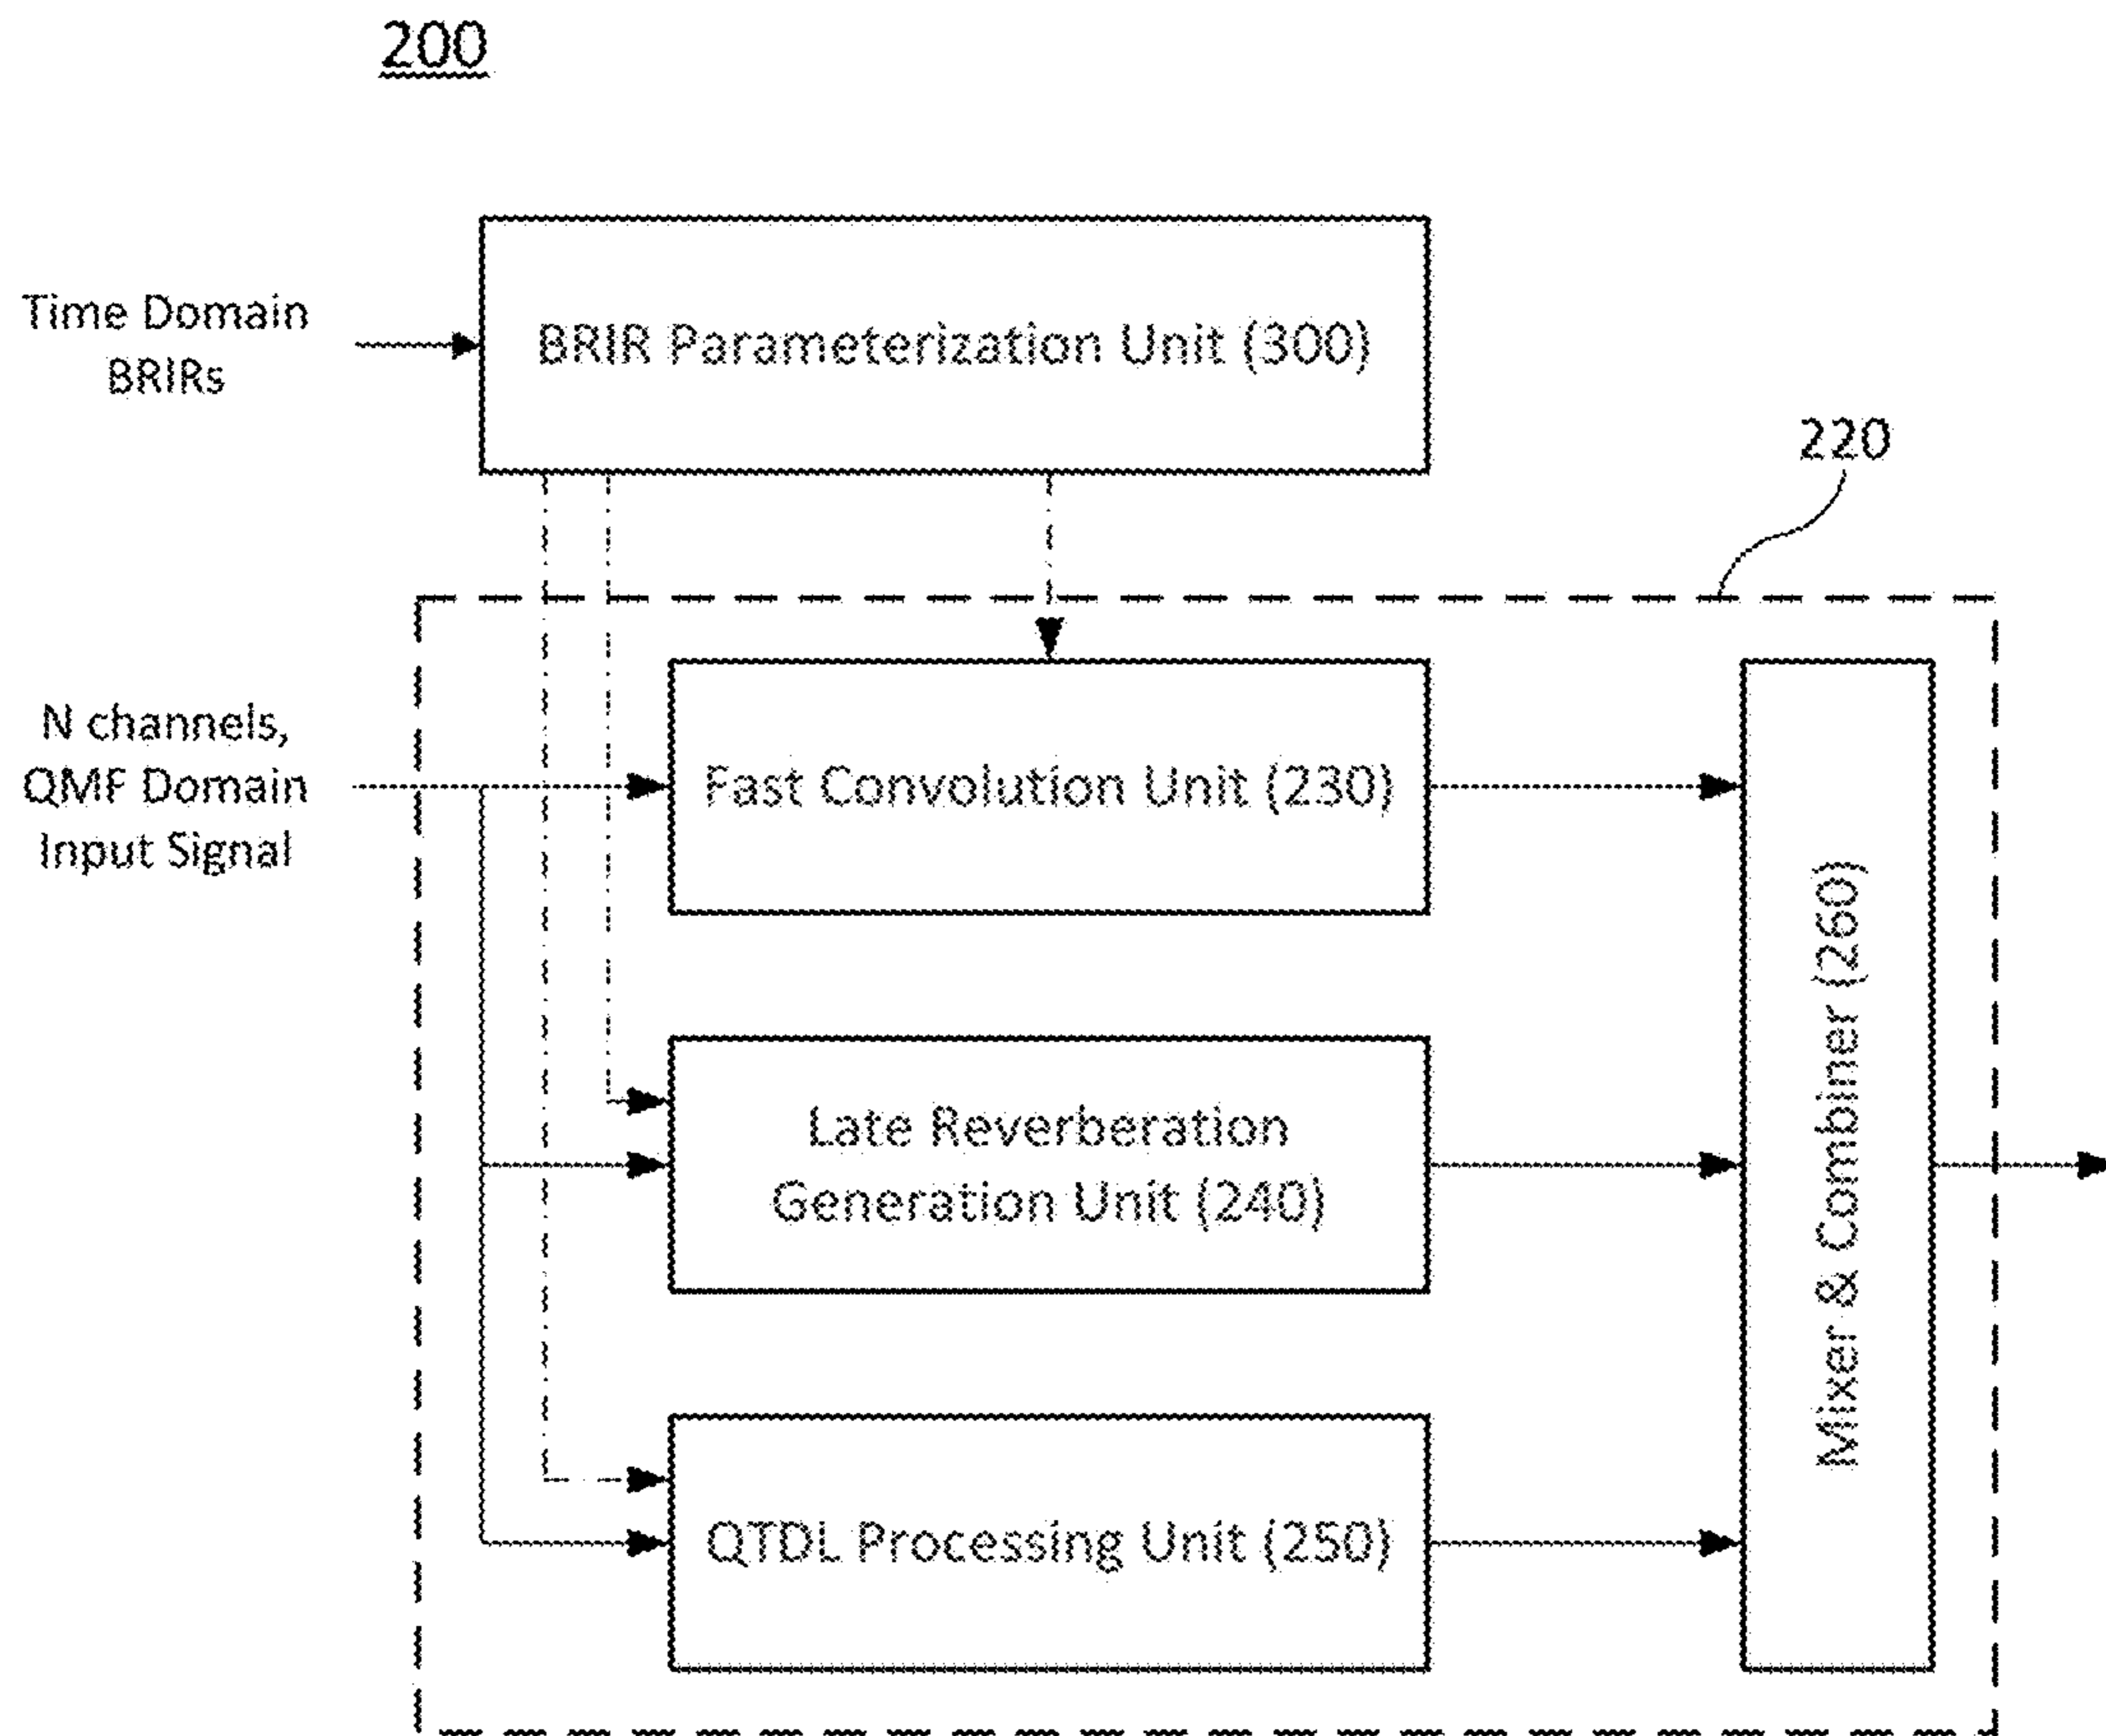 200
Time Domain
BRIRs
BRIR Parameterization Unit (300)
220
N channels,
QMF Domain
Input Signal
Fast Convolution Unit (230)
Late Reverberation
Generation Unit (240)
QTDL Processing Unit (250)
Mixer & Combiner (260)